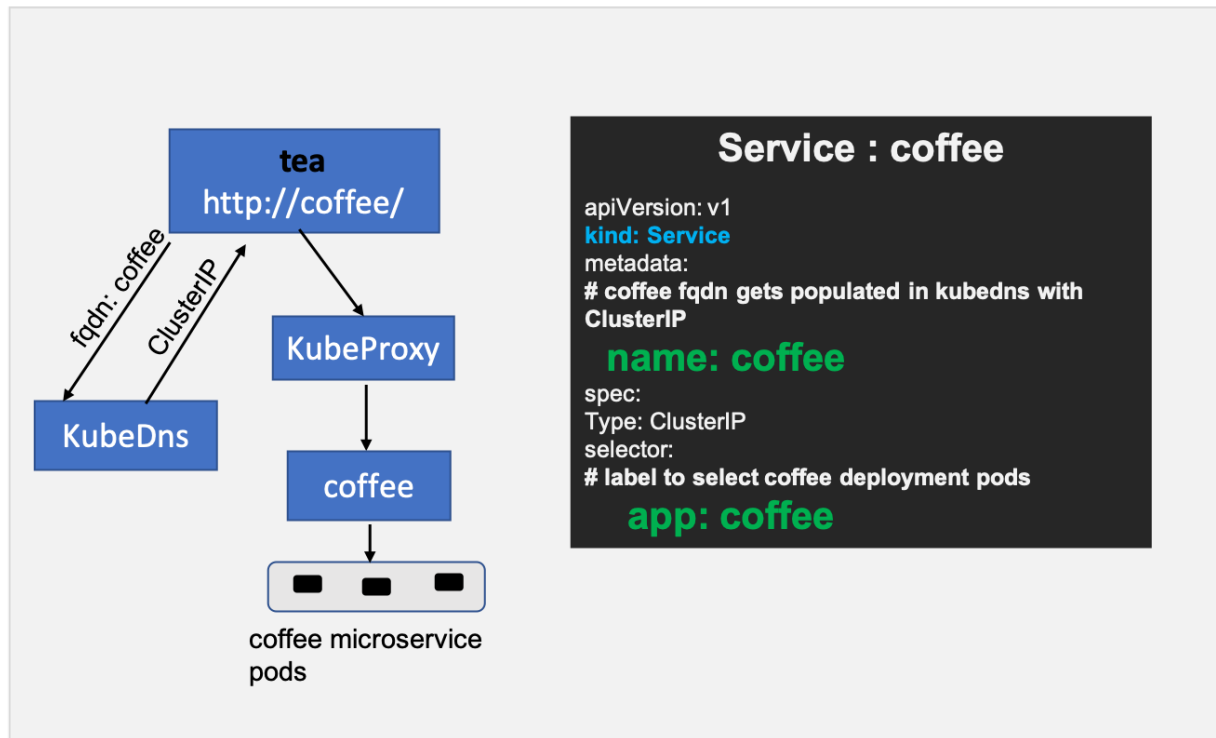 tea
http://coffee/
fqdn: coffee
ClusterIP
KubeProxy
KubeDns
coffee
coffee microservice
pods
Service : coffee
apiVersion: v1
kind: Service
metadata:
# coffee fqdn gets populated in kubedns with
ClusterIP
name: coffee
spec:
Type: ClusterIP
selector:
# label to select coffee deployment pods
app: coffee